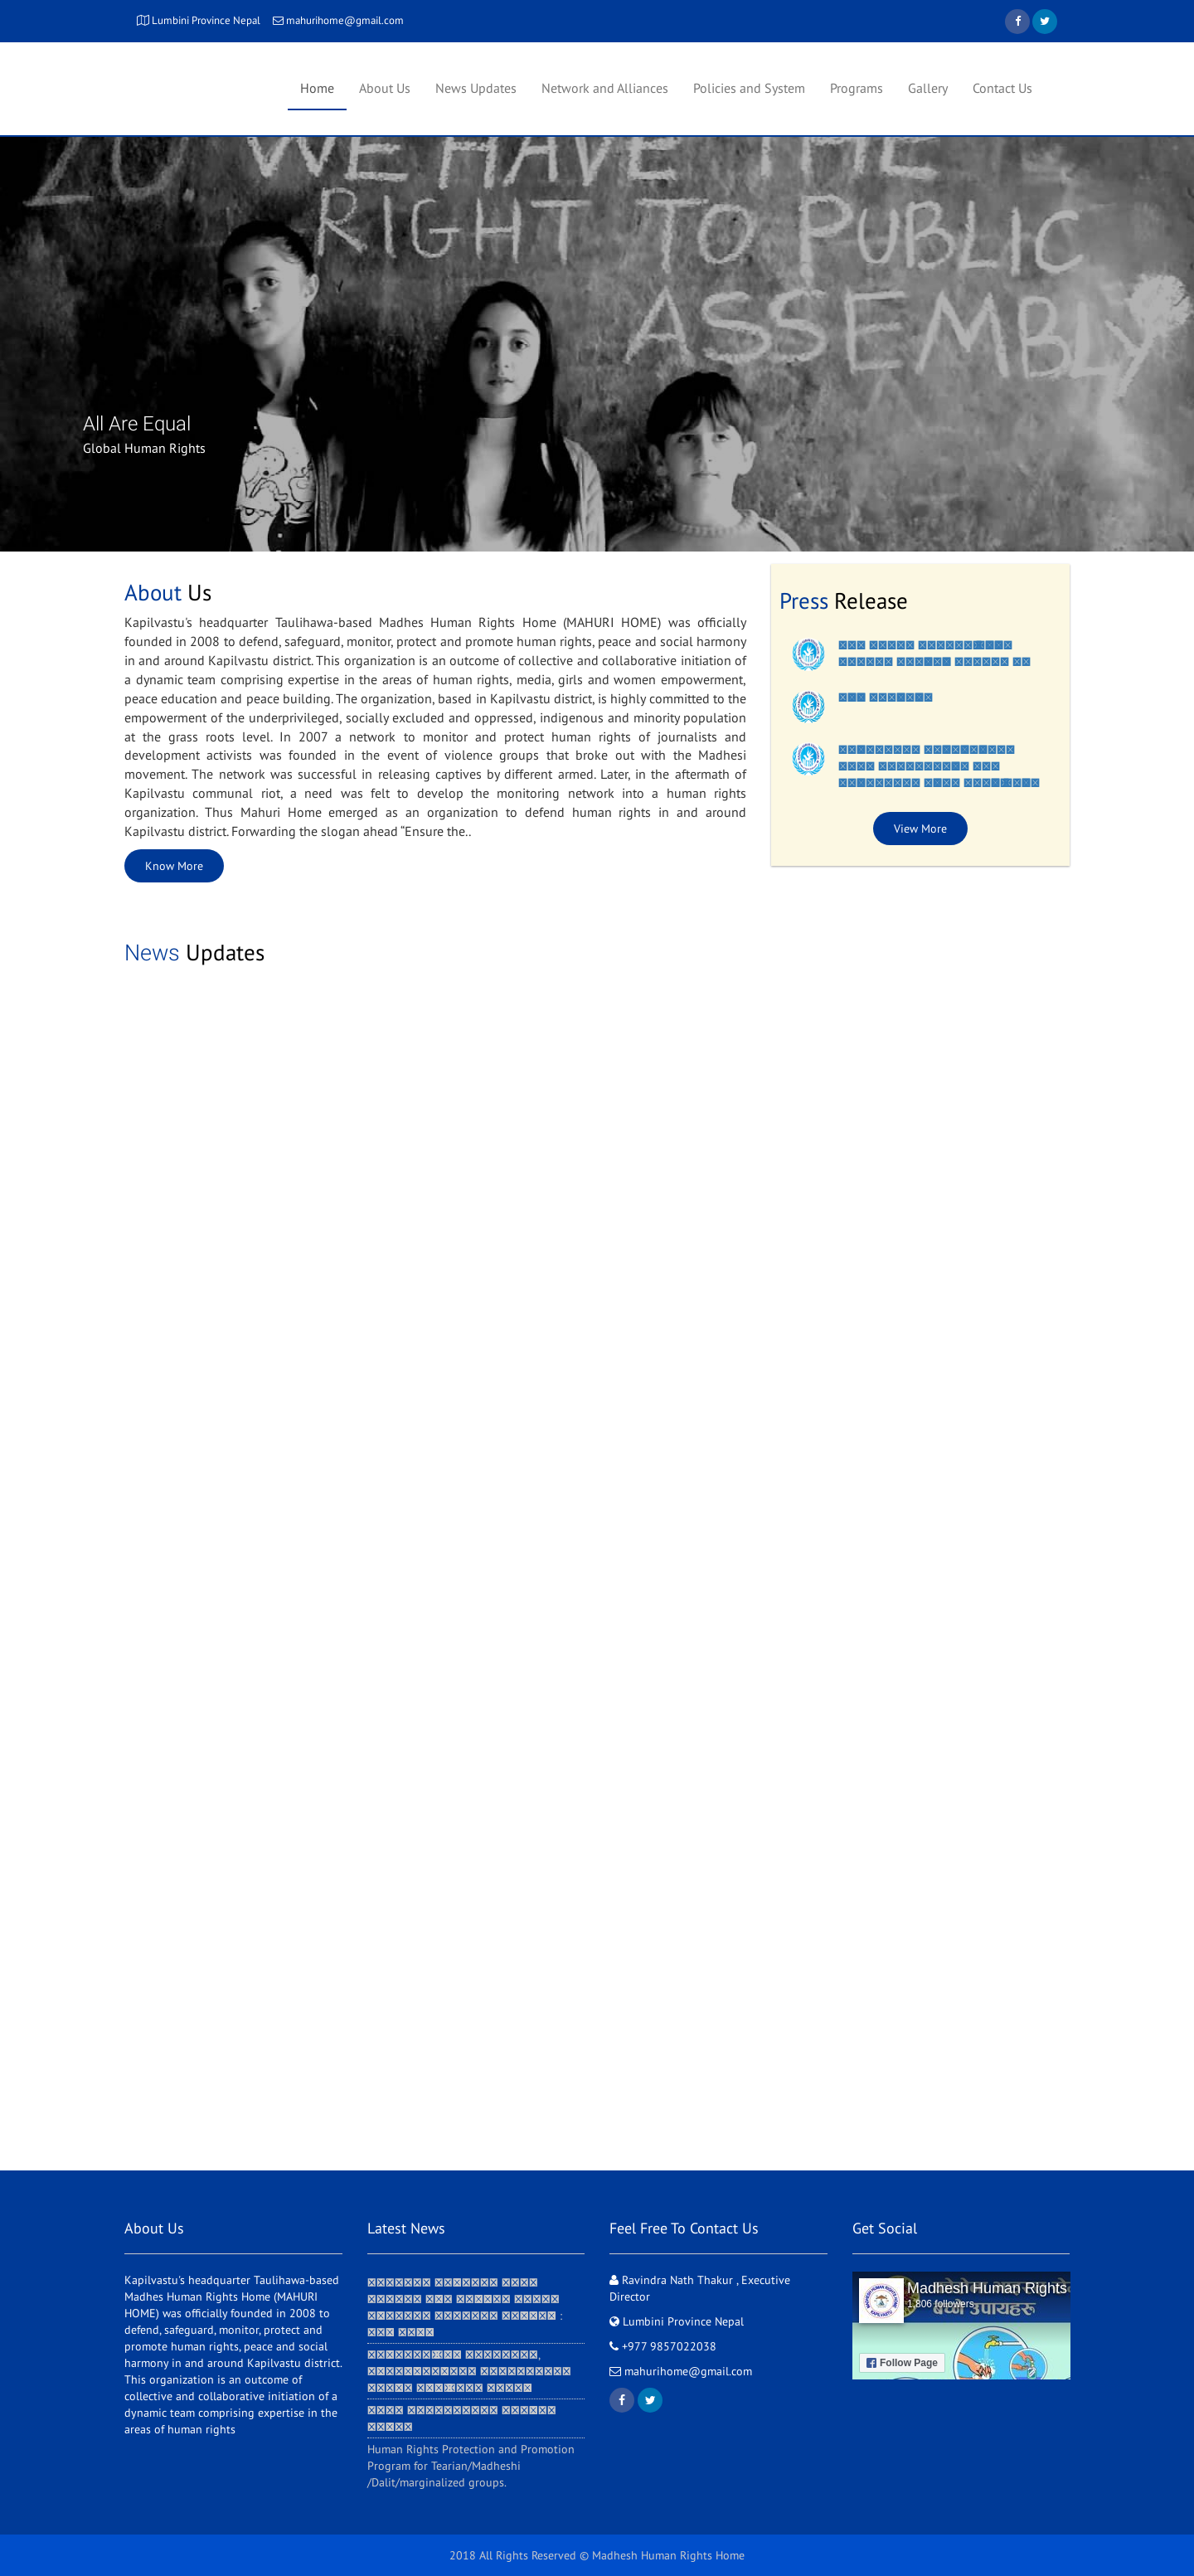 Lumbini Province Nepal mahurihome@gmail.com
Home About Us News Updates Network and Alliances Policies and System Programs Gallery Contact Us
WE HAVE THE
RIGHT TO PUBLIC
ASSEMBLY
All Are Equal
Global Human Rights
About Us
Kapilvastu's headquarter Taulihawa-based Madhes Human Rights Home (MAHURI HOME) was officially
founded in 2008 to defend, safeguard, monitor, protect and promote human rights, peace and social harmony
in and around Kapilvastu district. This organization is an outcome of collective and collaborative initiation of
a dynamic team comprising expertise in the areas of human rights, media, girls and women empowerment,
peace education and peace building. The organization, based in Kapilvastu district, is highly committed to the
empowerment of the underprivileged, socially excluded and oppressed, indigenous and minority population
at the grass roots level. In 2007 a network to monitor and protect human rights of journalists and
development activists was founded in the event of violence groups that broke out with the Madhesi
movement. The network was successful in releasing captives by different armed. Later, in the aftermath of
Kapilvastu communal riot, a need was felt to develop the monitoring network into a human rights
organization. Thus Mahuri Home emerged as an organization to defend human rights in and around
Kapilvastu district. Forwarding the slogan ahead “Ensure the..
Know More
Press Release
View More
News Updates
About Us
Kapilvastu's headquarter Taulihawa-based
Madhes Human Rights Home (MAHURI
HOME) was officially founded in 2008 to
defend, safeguard, monitor, protect and
promote human rights, peace and social
harmony in and around Kapilvastu district.
This organization is an outcome of
collective and collaborative initiation of a
dynamic team comprising expertise in the
areas of human rights
Latest News
Human Rights Protection and Promotion
Program for Tearian/Madheshi
/Dalit/marginalized groups.
Feel Free To Contact Us
Ravindra Nath Thakur , Executive
Director
Lumbini Province Nepal
+977 9857022038
mahurihome@gmail.com
Get Social
Madhesh Human Rights
1,806 followers
बच्न उपायहरू
Follow Page
2018 All Rights Reserved © Madhesh Human Rights Home